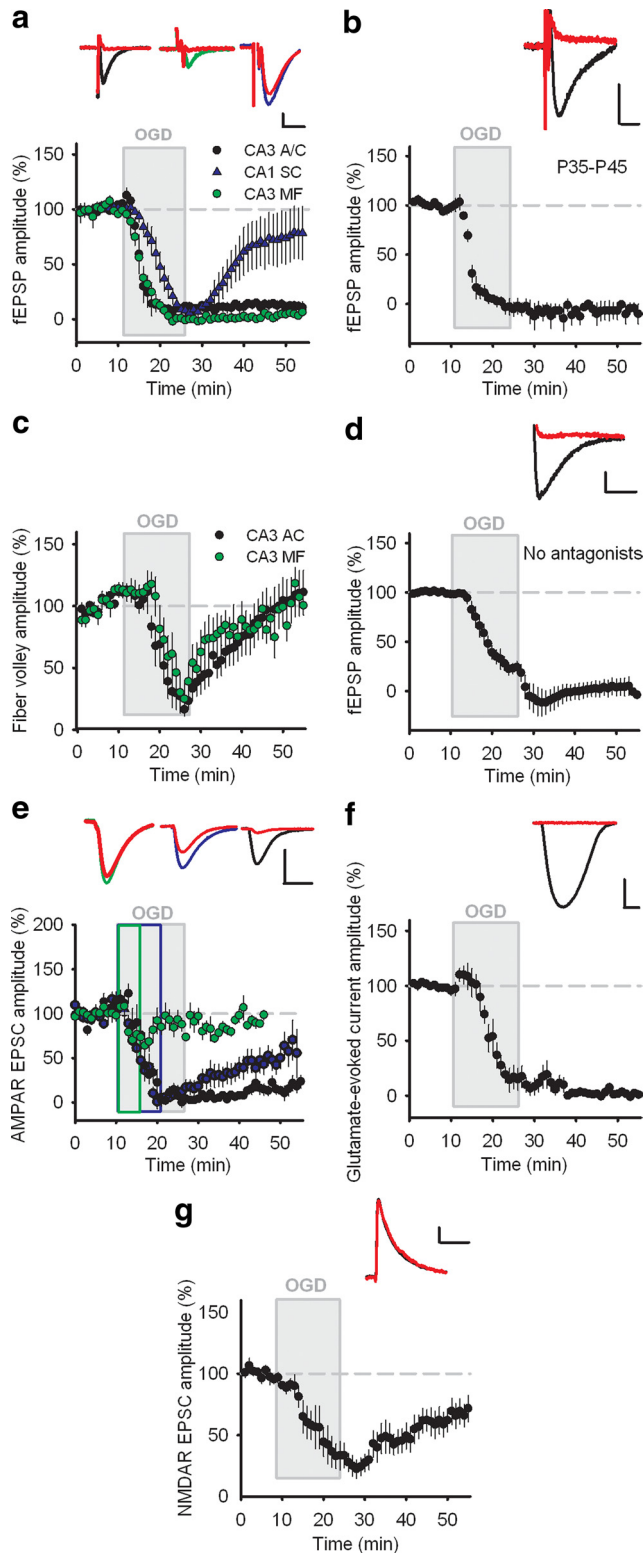 a
OGD
CA3 A/C
CA1 SC
CA3 MF
fEPSP amplitude (%)
150
100
50
0
0 10 20 30 40 50
Time (min)
b
OGD
P35-P45
fEPSP amplitude (%)
150
100
50
0
0 10 20 30 40 50
Time (min)
c
OGD
CA3 AC
CA3 MF
Fiber volley amplitude (%)
150
100
50
0
0 10 20 30 40 50
Time (min)
d
OGD
No antagonists
fEPSP amplitude (%)
150
100
50
0
0 10 20 30 40 50
Time (min)
e
OGD
AMPAR EPSC amplitude (%)
200
150
100
50
0
0 10 20 30 40 50
Time (min)
f
OGD
Glutamate-evoked current amplitude (%)
150
100
50
0
0 10 20 30 40 50
Time (min)
g
OGD
NMDAR EPSC amplitude (%)
150
100
50
0
0 10 20 30 40 50
Time (min)